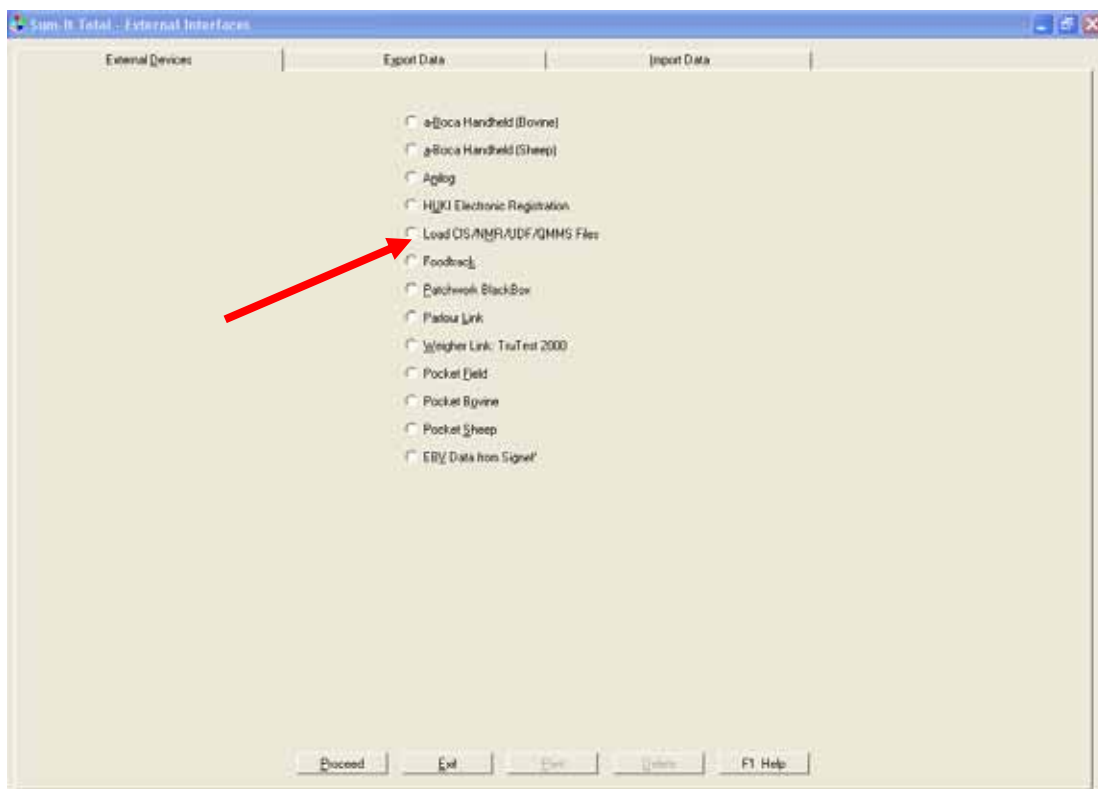 Sum-It Total - External Interfaces
External Devices Export Data Import Data
a-Boca Handheld (Bovine)
a-Boca Handheld (Sheep)
Agilog
HUKI Electronic Registration
Load CIS/NMR/UDF/QMMS Files
Foodtrack
Patchwork BlackBox
Parlour Link
Weigher Link: TruTest 2000
Pocket Field
Pocket Bovine
Pocket Sheep
EBV Data from Signet'
Proceed Exit Print Delete F1 Help